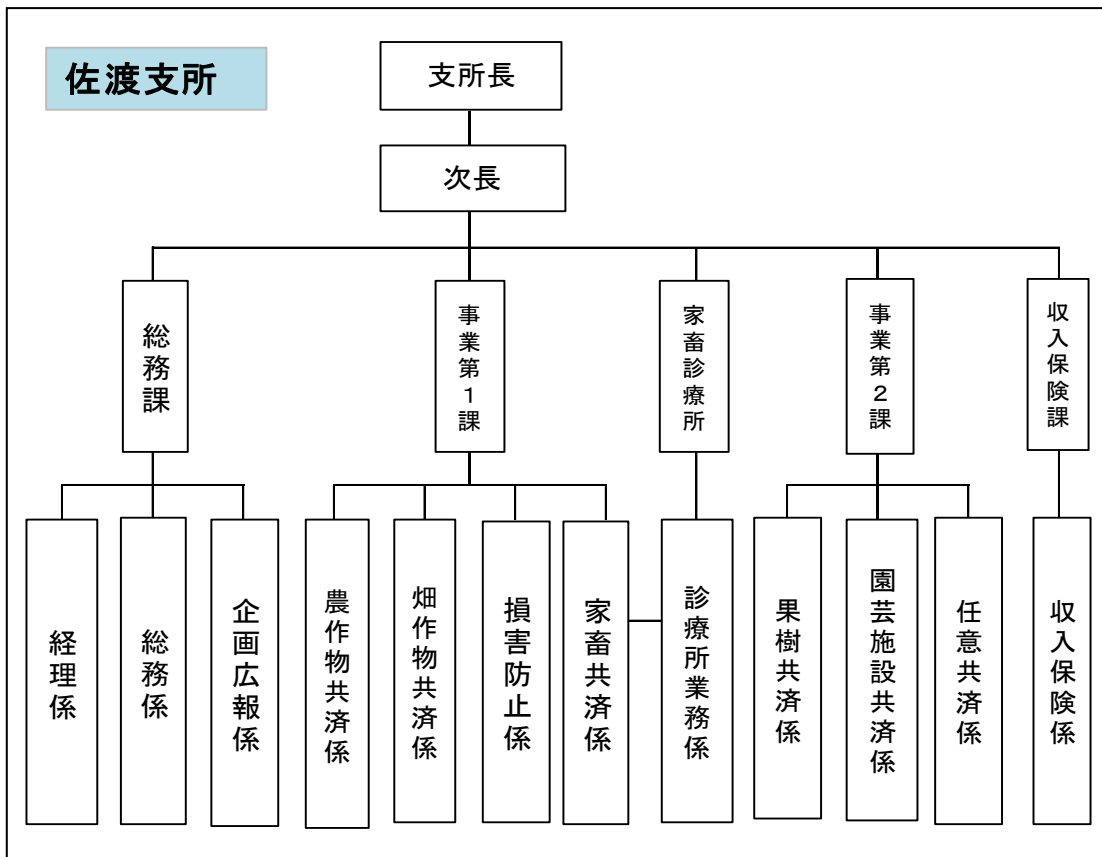 佐渡支所
支所長
次長
総務課
事業第1課
家畜診療所
事業第2課
収入保険課
経理係
総務係
企画広報係
農作物共済係
畑作物共済係
損害防止係
家畜共済係
診療所業務係
果樹共済係
園芸施設共済係
任意共済係
収入保険係